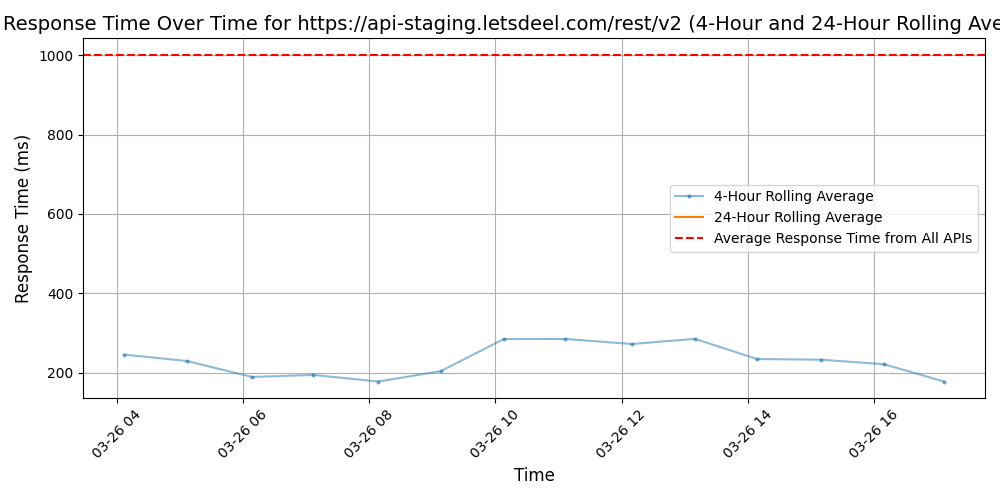 Response Time Over Time for https://api-staging.letsdeel.com/rest/v2 (4-Hour and 24-Hour Rolling Ave
1000
800
600
400
200
Response Time (ms)
4-Hour Rolling Average
24-Hour Rolling Average
Average Response Time from All APIs
03-26 04
03-26 06
03-26 08
03-26 10
03-26 12
03-26 14
03-26 16
Time